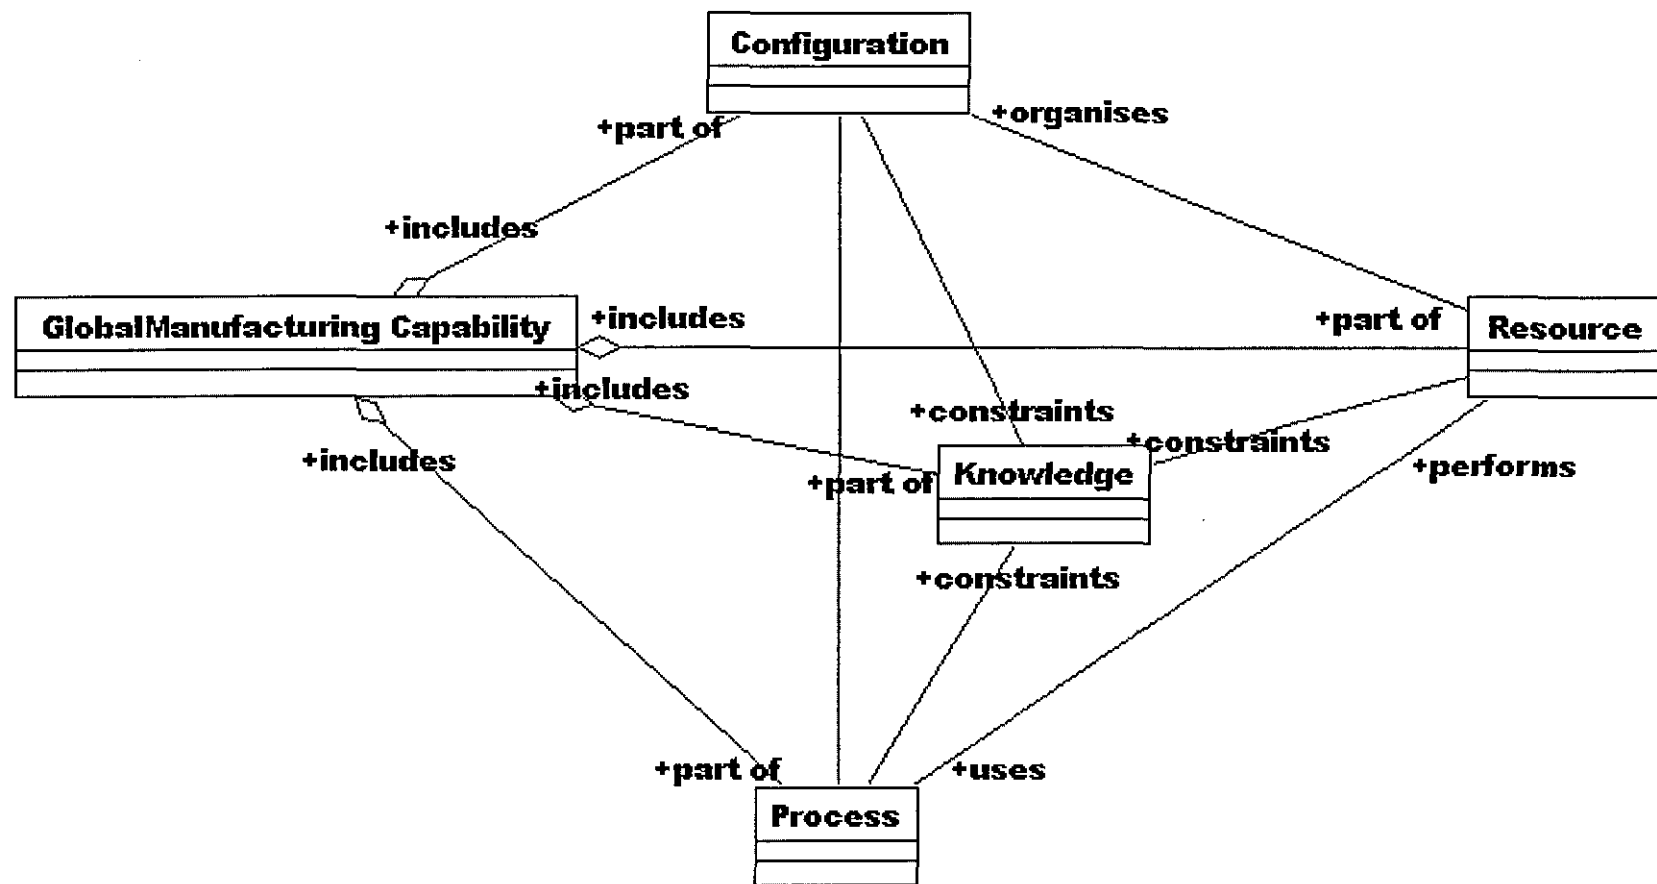 Configuration
+part of
+organises
+includes
GlobalManufacturing Capability
+includes
+part of
Resource
+includes
+constraints
+constraints
+includes
+part of
Knowledge
+performs
+constraints
+part of
+uses
Process